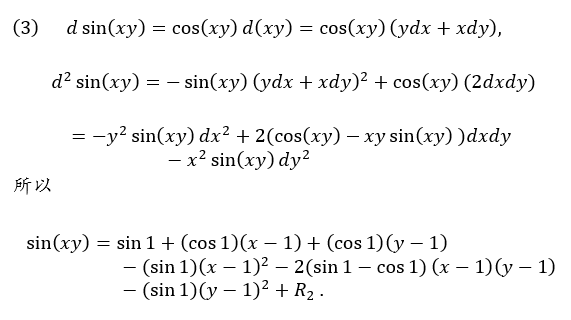 (3) d sin(xy) = cos(xy) d(xy) = cos(xy) (ydx + xdy),
d² sin(xy) = − sin(xy) (ydx + xdy)² + cos(xy) (2dxdy)
= −y² sin(xy) dx² + 2(cos(xy) − xy sin(xy) )dxdy
− x² sin(xy) dy²
所以
sin(xy) = sin 1 + (cos 1)(x − 1) + (cos 1)(y − 1)
− (sin 1)(x − 1)² − 2(sin 1 − cos 1) (x − 1)(y − 1)
− (sin 1)(y − 1)² + R₂ .